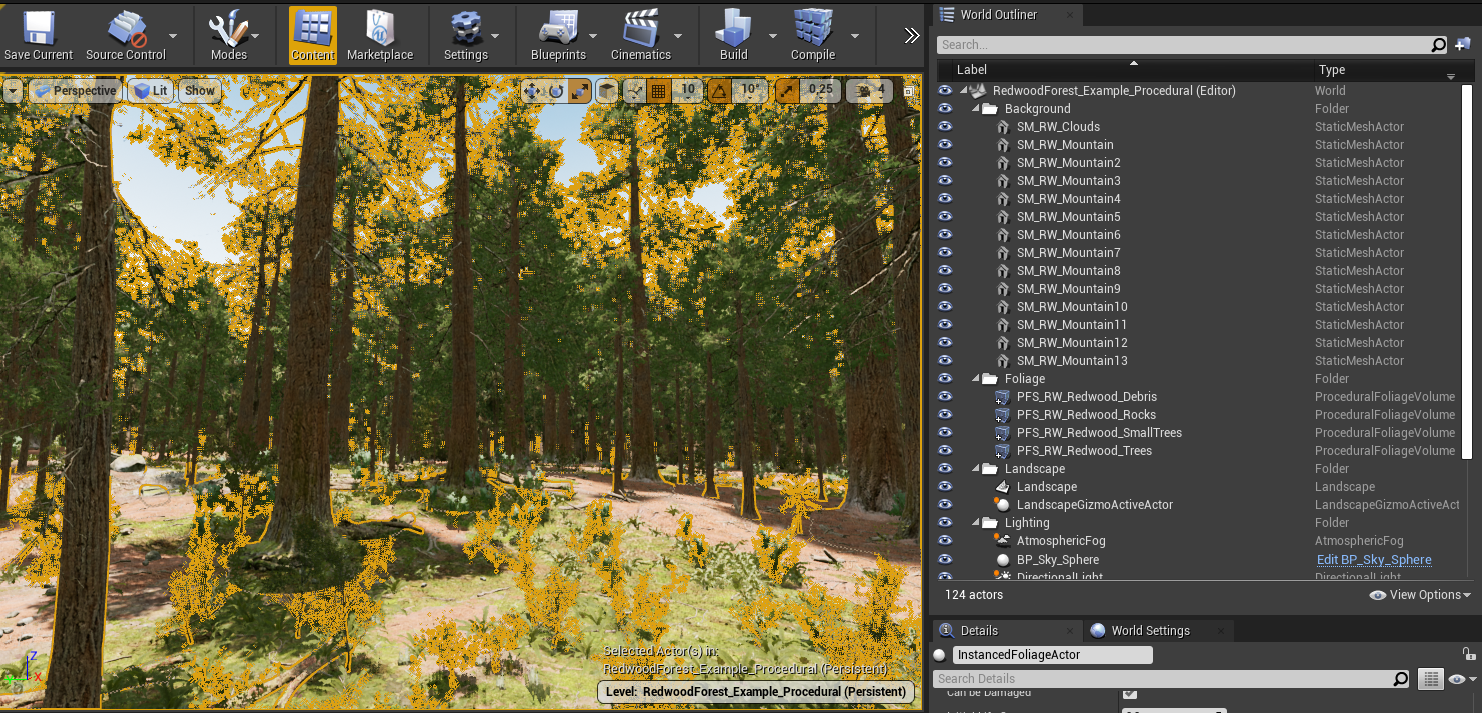 Save Current
Source Control
Modes
Content
Marketplace
Settings
Blueprints
Cinematics
Build
Compile
Perspective
Lit
Show
10
10°
0,25
4
Selected Actor(s) in:
RedwoodForest_Example_Procedural (Persistent)
Level: RedwoodForest_Example_Procedural (Persistent)
Z
X
World Outliner
Search...
Label Type
RedwoodForest_Example_Procedural (Editor) World
Background Folder
SM_RW_Clouds StaticMeshActor
SM_RW_Mountain StaticMeshActor
SM_RW_Mountain2 StaticMeshActor
SM_RW_Mountain3 StaticMeshActor
SM_RW_Mountain4 StaticMeshActor
SM_RW_Mountain5 StaticMeshActor
SM_RW_Mountain6 StaticMeshActor
SM_RW_Mountain7 StaticMeshActor
SM_RW_Mountain8 StaticMeshActor
SM_RW_Mountain9 StaticMeshActor
SM_RW_Mountain10 StaticMeshActor
SM_RW_Mountain11 StaticMeshActor
SM_RW_Mountain12 StaticMeshActor
SM_RW_Mountain13 StaticMeshActor
Foliage Folder
PFS_RW_Redwood_Debris ProceduralFoliageVolume
PFS_RW_Redwood_Rocks ProceduralFoliageVolume
PFS_RW_Redwood_SmallTrees ProceduralFoliageVolume
PFS_RW_Redwood_Trees ProceduralFoliageVolume
Landscape Folder
Landscape Landscape
LandscapeGizmoActiveActor LandscapeGizmoActiveAct
Lighting Folder
AtmosphericFog AtmosphericFog
BP_Sky_Sphere Edit BP_Sky_Sphere
DirectionalLight DirectionalLight
124 actors
View Options
Details
World Settings
InstancedFoliageActor
Search Details
Can be Damaged